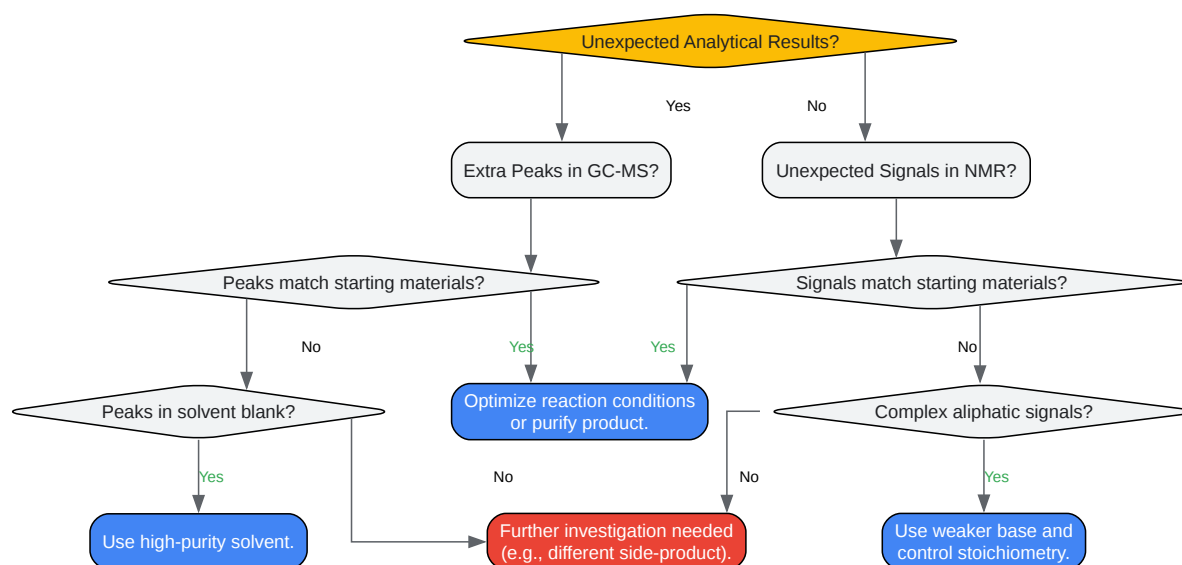 Unexpected Analytical Results?
Yes
No
Extra Peaks in GC-MS?
Unexpected Signals in NMR?
Peaks match starting materials?
Signals match starting materials?
No
Yes
Yes
No
Peaks in solvent blank?
Optimize reaction conditions
or purify product.
Complex aliphatic signals?
Yes
No
No
Yes
Use high-purity solvent.
Further investigation needed
(e.g., different side-product).
Use weaker base and
control stoichiometry.